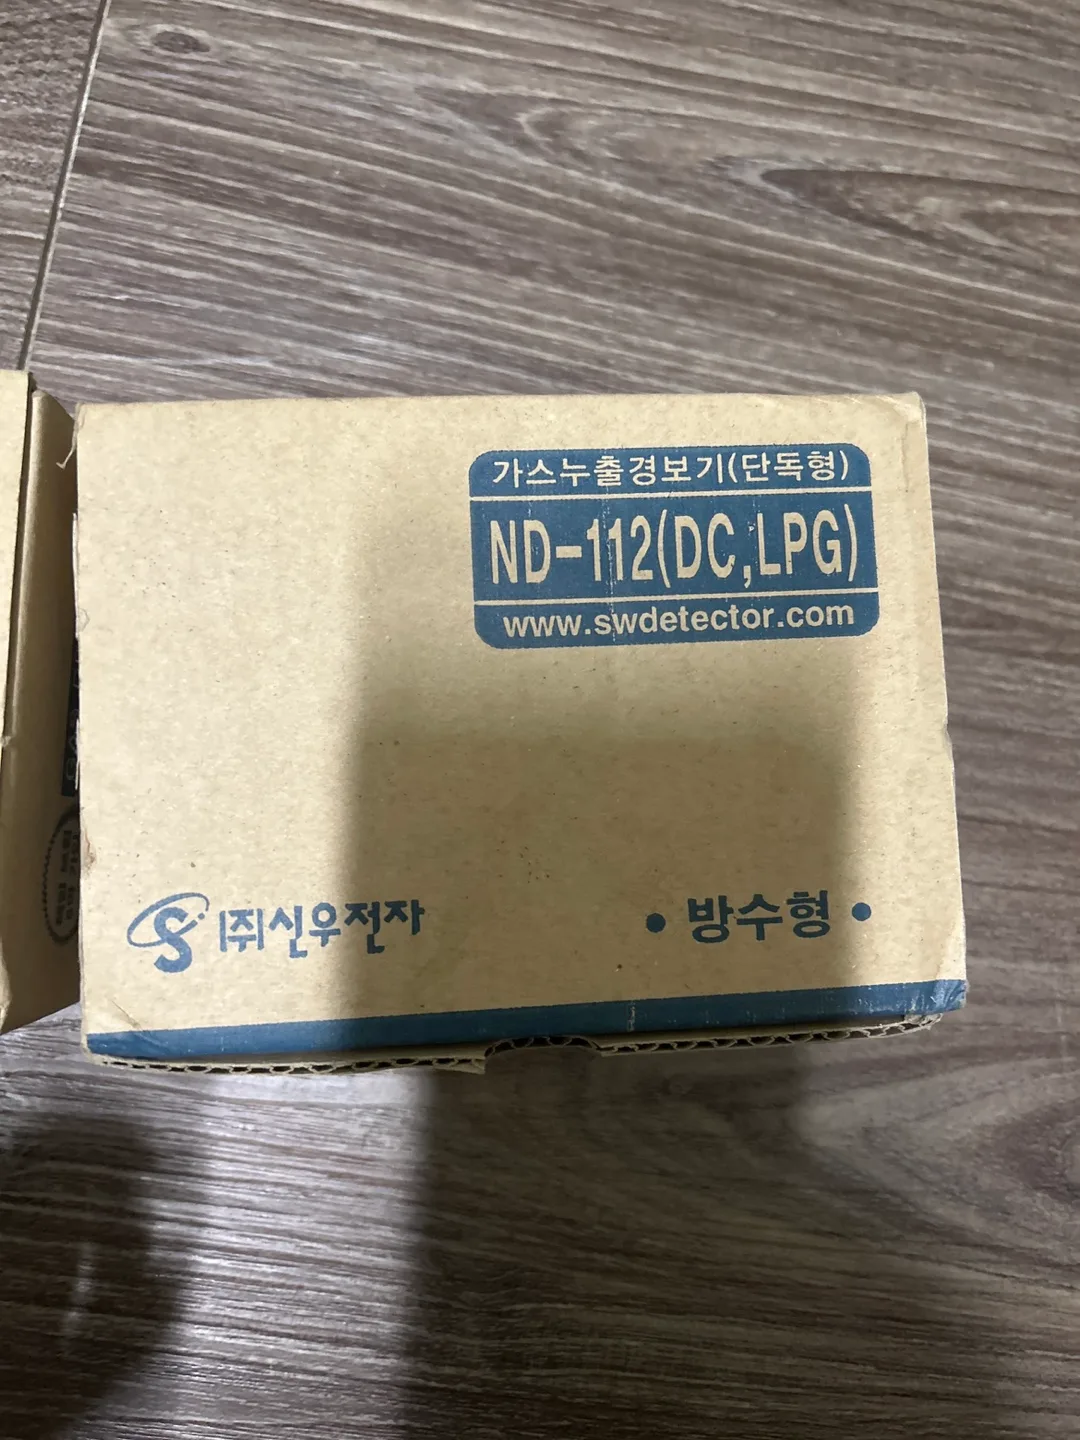 가스누출경보기(단독형)
ND-112(DC,LPG)
www.swdetector.com
(주)신우전자
• 방수형 •